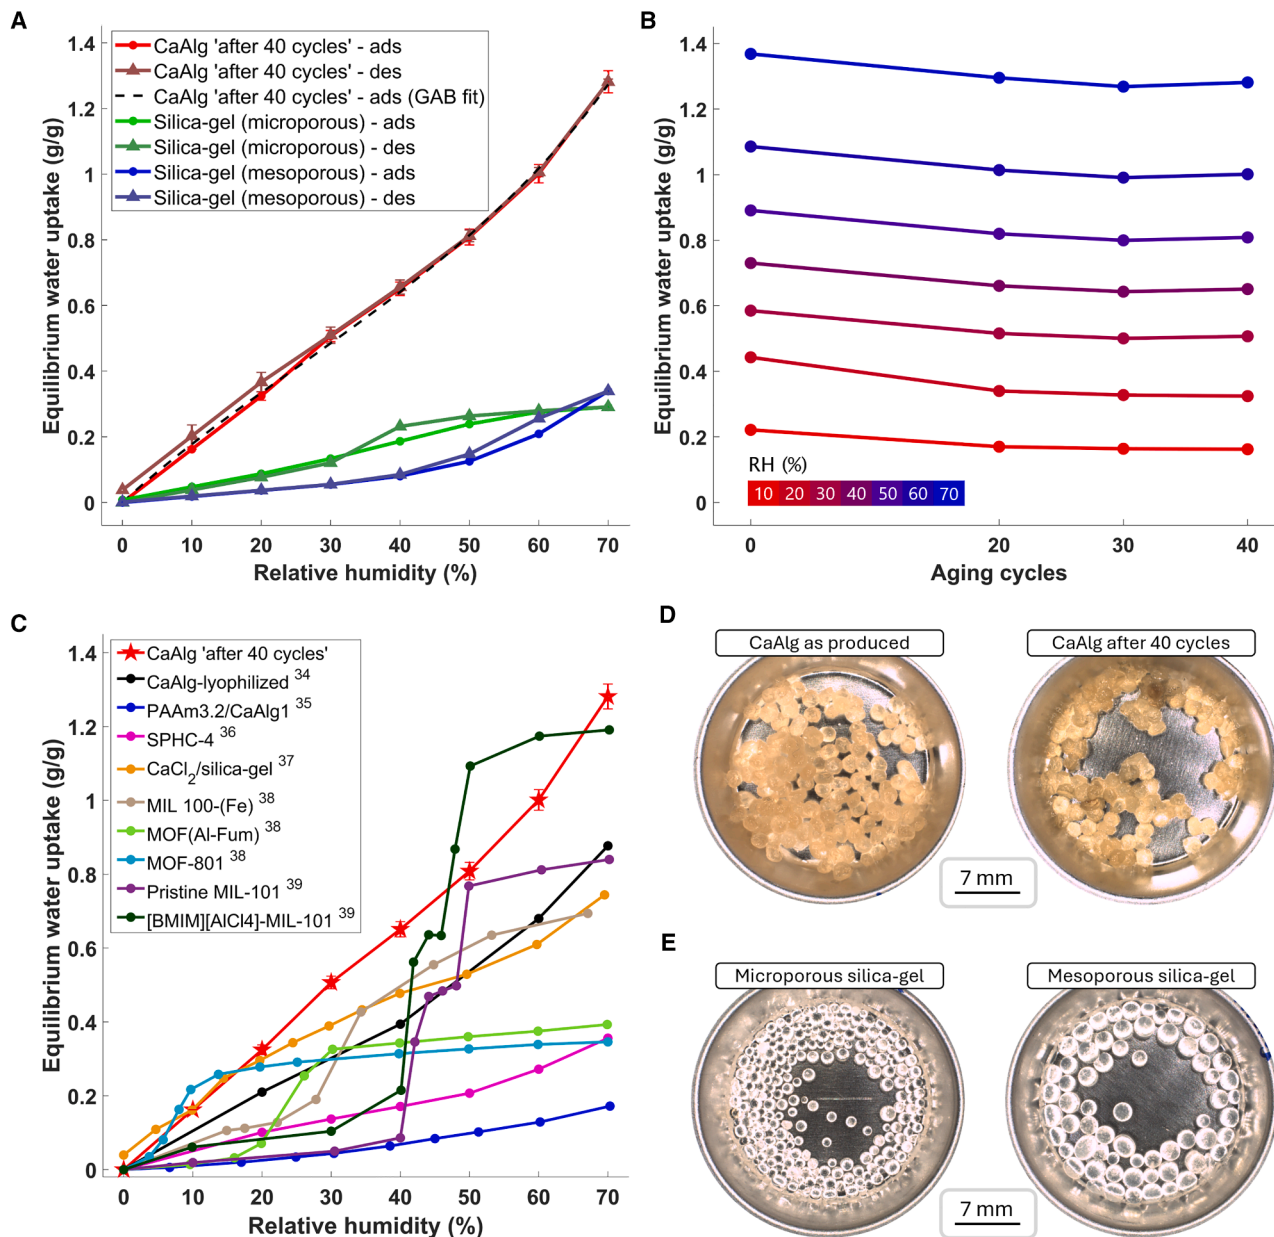 A
Equilibrium water uptake (g/g)
1.4
1.2
1
0.8
0.6
0.4
0.2
0
CaAlg 'after 40 cycles' - ads
CaAlg 'after 40 cycles' - des
CaAlg 'after 40 cycles' - ads (GAB fit)
Silica-gel (microporous) - ads
Silica-gel (microporous) - des
Silica-gel (mesoporous) - ads
Silica-gel (mesoporous) - des
0 10 20 30 40 50 60 70
Relative humidity (%)
B
Equilibrium water uptake (g/g)
1.4
1.2
1
0.8
0.6
0.4
0.2
0
RH (%)
10 20 30 40 50 60 70
0 20 30 40
Aging cycles
C
Equilibrium water uptake (g/g)
1.4
1.2
1
0.8
0.6
0.4
0.2
0
CaAlg 'after 40 cycles'
CaAlg-lyophilized 34
PAAm3.2/CaAlg1 35
SPHC-4 36
CaCl2/silica-gel 37
MIL 100-(Fe) 38
MOF(Al-Fum) 38
MOF-801 38
Pristine MIL-101 39
[BMIM][AlCl4]-MIL-101 39
0 10 20 30 40 50 60 70
Relative humidity (%)
D
CaAlg as produced
CaAlg after 40 cycles
7 mm
E
Microporous silica-gel
Mesoporous silica-gel
7 mm